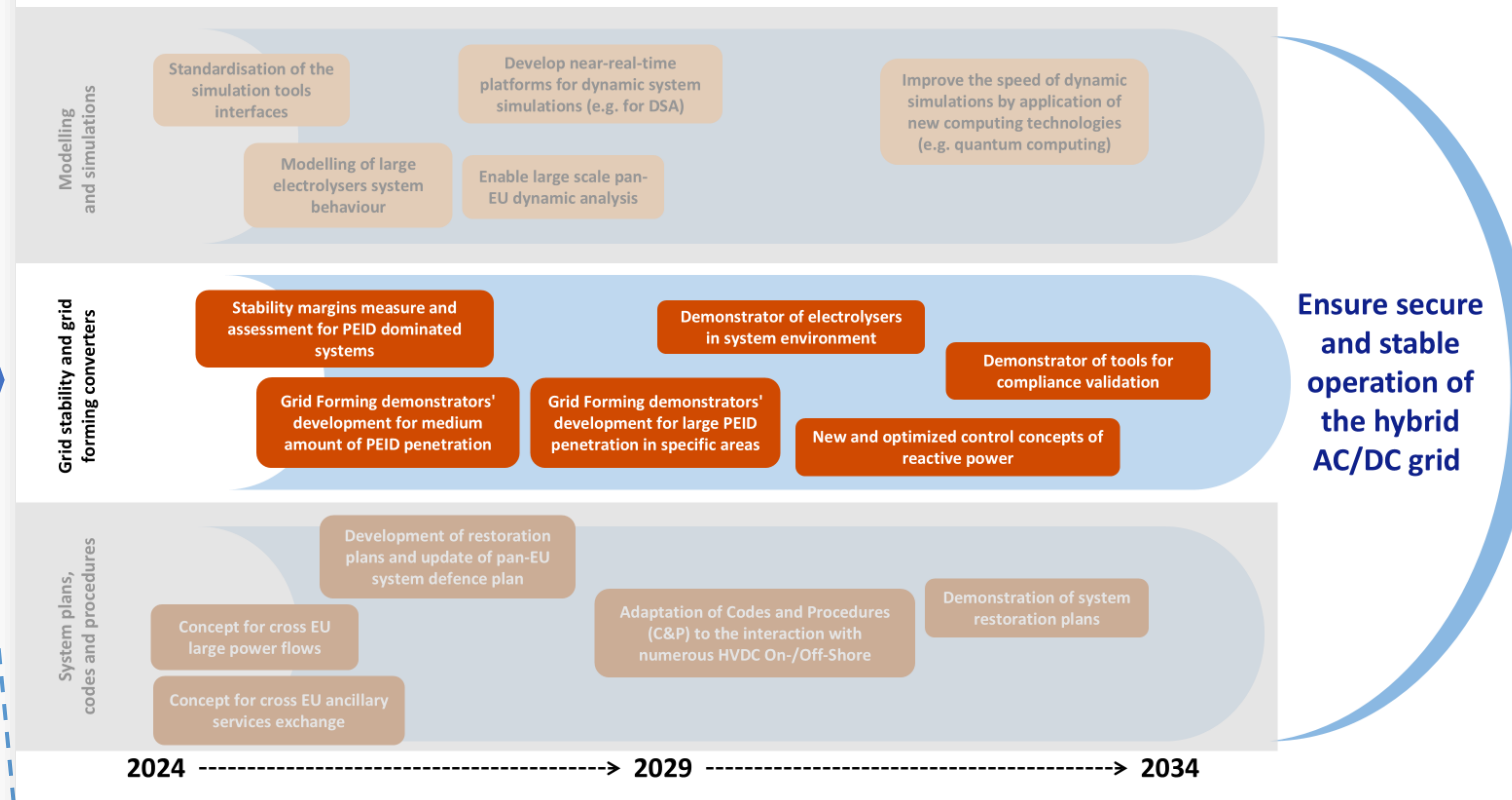 Modelling
and simulations
Standardisation of the
simulation tools
interfaces
Develop near-real-time
platforms for dynamic system
simulations (e.g. for DSA)
Improve the speed of dynamic
simulations by application of
new computing technologies
(e.g. quantum computing)
Modelling of large
electrolysers system
behaviour
Enable large scale pan-
EU dynamic analysis
Grid stability and grid
forming converters
Stability margins measure and
assessment for PEID dominated
systems
Demonstrator of electrolysers
in system environment
Demonstrator of tools for
compliance validation
Grid Forming demonstrators'
development for medium
amount of PEID penetration
Grid Forming demonstrators'
development for large PEID
penetration in specific areas
New and optimized control concepts of
reactive power
Ensure secure
and stable
operation of
the hybrid
AC/DC grid
System plans,
codes and procedures
Development of restoration
plans and update of pan-EU
system defence plan
Concept for cross EU
large power flows
Adaptation of Codes and Procedures
(C&P) to the interaction with
numerous HVDC On-/Off-Shore
Demonstration of system
restoration plans
Concept for cross EU ancillary
services exchange
2024
2029
2034